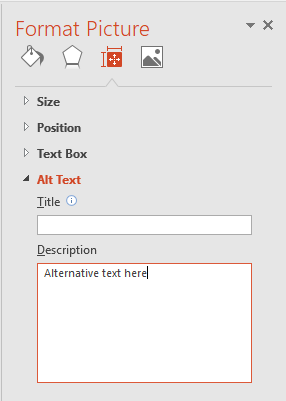 Format Picture
Size
Position
Text Box
Alt Text
Title
Description
Alternative text here